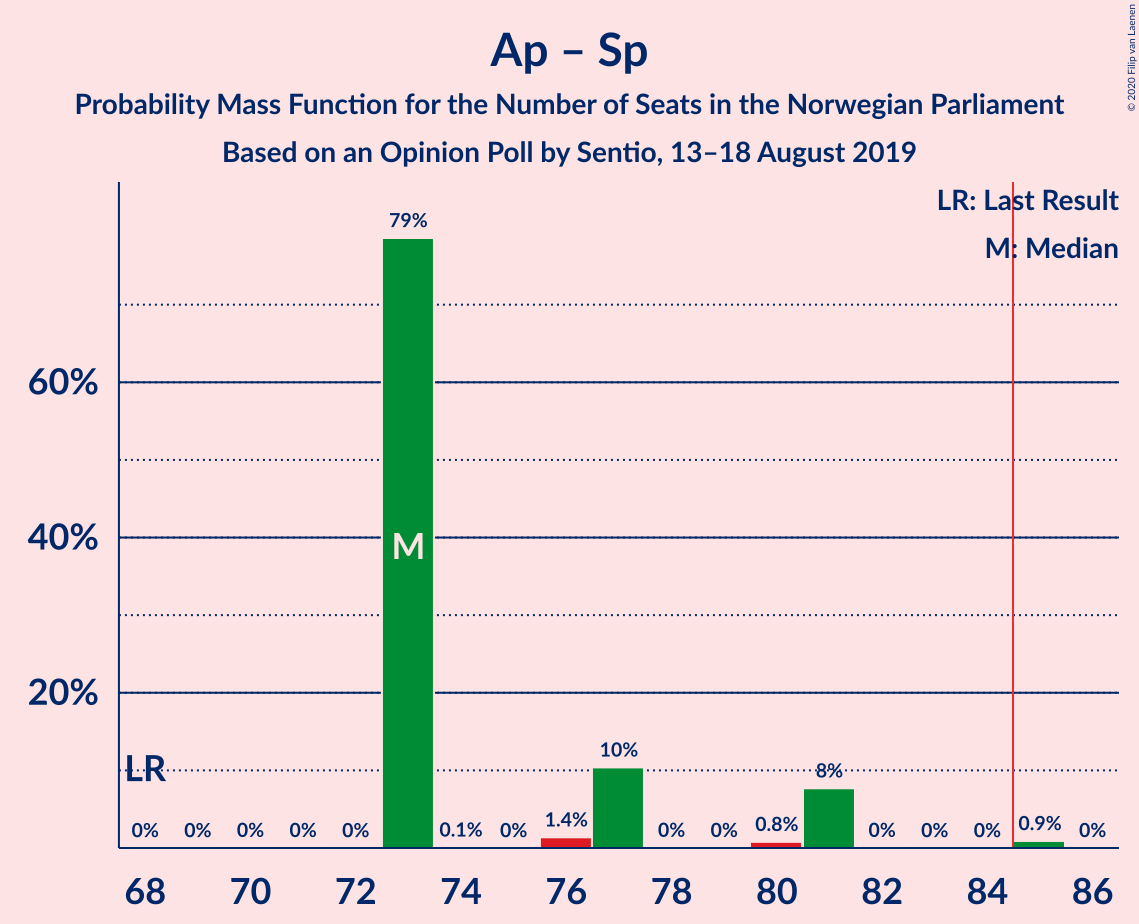 Ap – Sp
Probability Mass Function for the Number of Seats in the Norwegian Parliament
Based on an Opinion Poll by Sentio, 13–18 August 2019
© 2020 Filip van Laenen
LR: Last Result
M: Median
79%
60%
40%
M
20%
LR
0% 0% 0% 0% 0% 0.1% 0% 1.4% 10% 0% 0% 0.8% 8% 0% 0% 0% 0.9% 0%
68 70 72 74 76 78 80 82 84 86